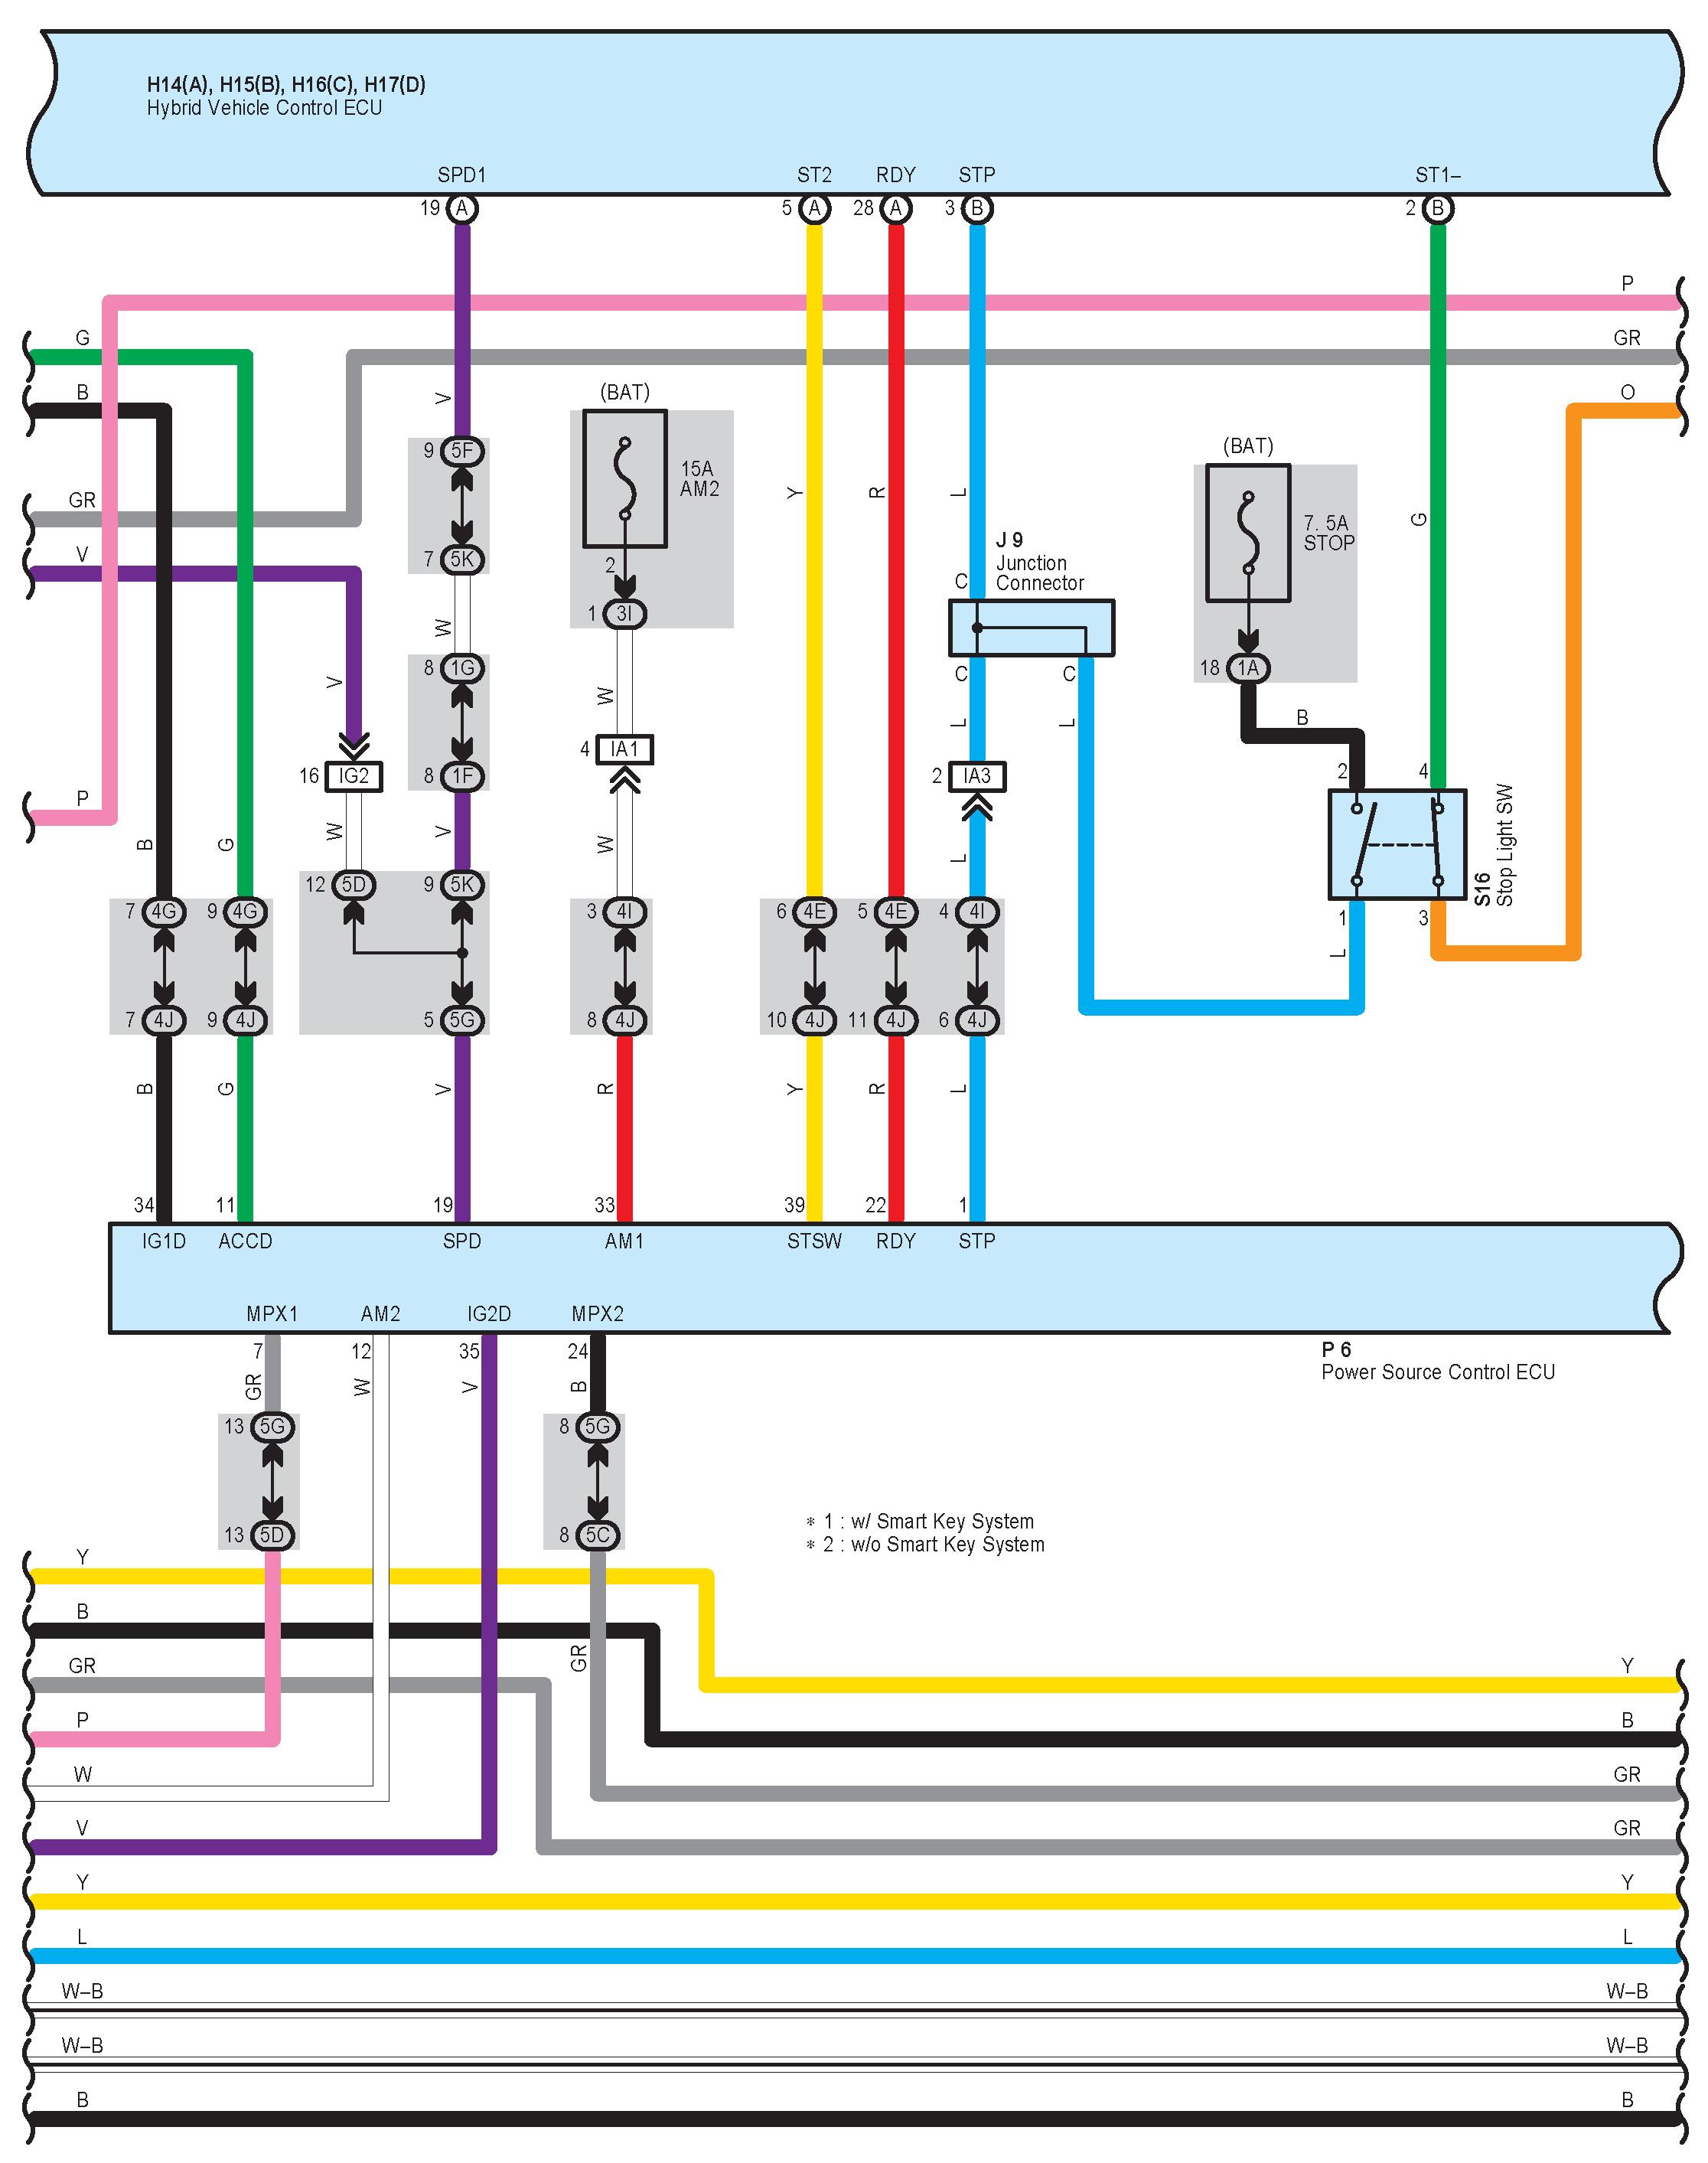 H14(A), H15(B), H16(C), H17(D)
Hybrid Vehicle Control ECU
SPD1 ST2 RDY STP ST1–
19 A 5 A 28 A 3 B 2 B
P
G GR
B (BAT) O
V
(BAT)
9 5F 15A
AM2
GR Y R L G
7. 5A
STOP
J 9
Junction
Connector
V 7 5K 2 C
1 3I
W
8 1G 18 1A
V W C C
L L B
4 IA1
16 IG2 8 1F 2 IA3 2 4
P
S16
Stop Light SW
B G W V W L
12 5D 9 5K
7 4G 9 4G 3 4I 6 4E 5 4E 4 4I 1 3
L
7 4J 9 4J 5 5G 8 4J 10 4J 11 4J 6 4J
B G V R Y R L
34 11 19 33 39 22 1
IG1D ACCD SPD AM1 STSW RDY STP
MPX1 AM2 IG2D MPX2
7 12 35 24
P 6
Power Source Control ECU
GR W V B
13 5G 8 5G
∗ 1 : w/ Smart Key System
13 5D 8 5C
∗ 2 : w/o Smart Key System
Y
B
GR
GR Y
P B
W GR
V GR
Y Y
L L
W–B W–B
W–B W–B
B B